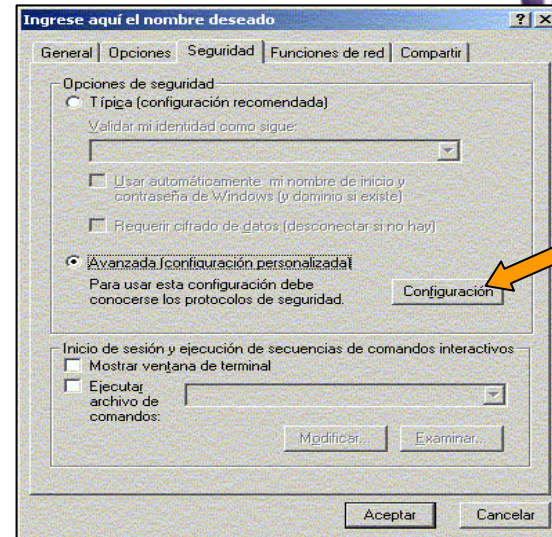 Ingrese aquí el nombre deseado
General Opciones Seguridad Funciones de red Compartir
Opciones de seguridad
Típica (configuración recomendada)
Validar mi identidad como sigue:
Usar automáticamente mi nombre de inicio y
contraseña de Windows (y dominio si existe)
Requerir cifrado de datos (desconectar si no hay)
Avanzada (configuración personalizada)
Para usar esta configuración debe
conocerse los protocolos de seguridad.
Configuración
Inicio de sesión y ejecución de secuencias de comandos interactivos
Mostrar ventana de terminal
Ejecutar
archivo de
comandos:
Modificar... Examinar...
Aceptar Cancelar